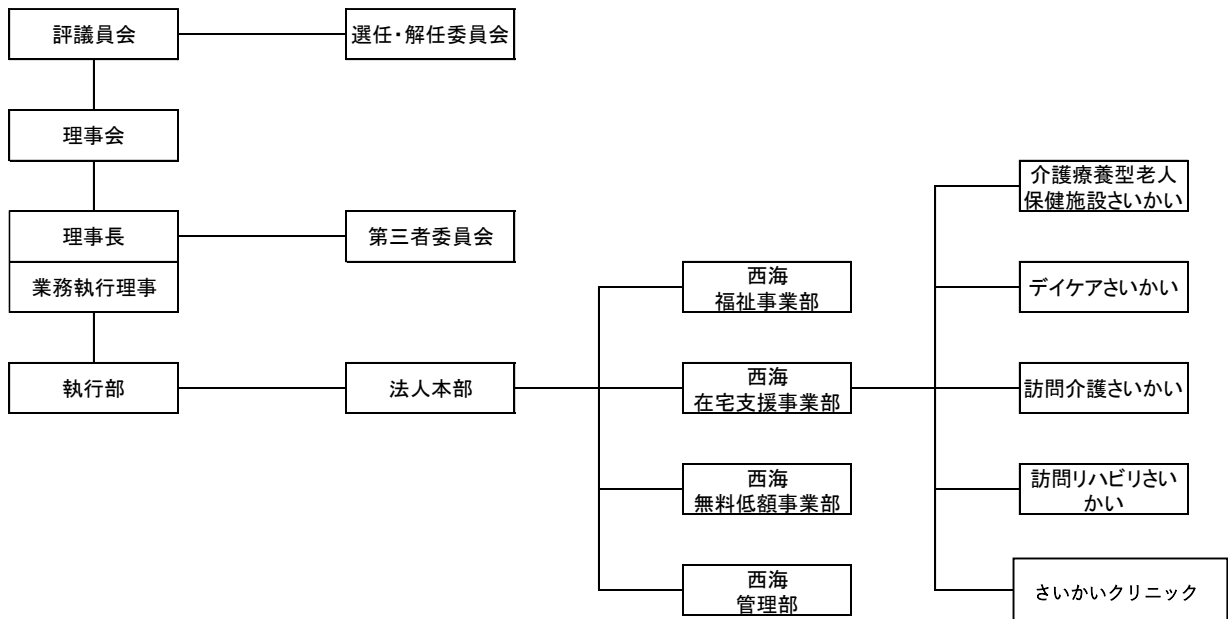 評議員会
選任・解任委員会
理事会
理事長
業務執行理事
第三者委員会
執行部
法人本部
西海
福祉事業部
西海
在宅支援事業部
西海
無料低額事業部
西海
管理部
介護療養型老人
保健施設さいかい
デイケアさいかい
訪問介護さいかい
訪問リハビリさい
かい
さいかいクリニック